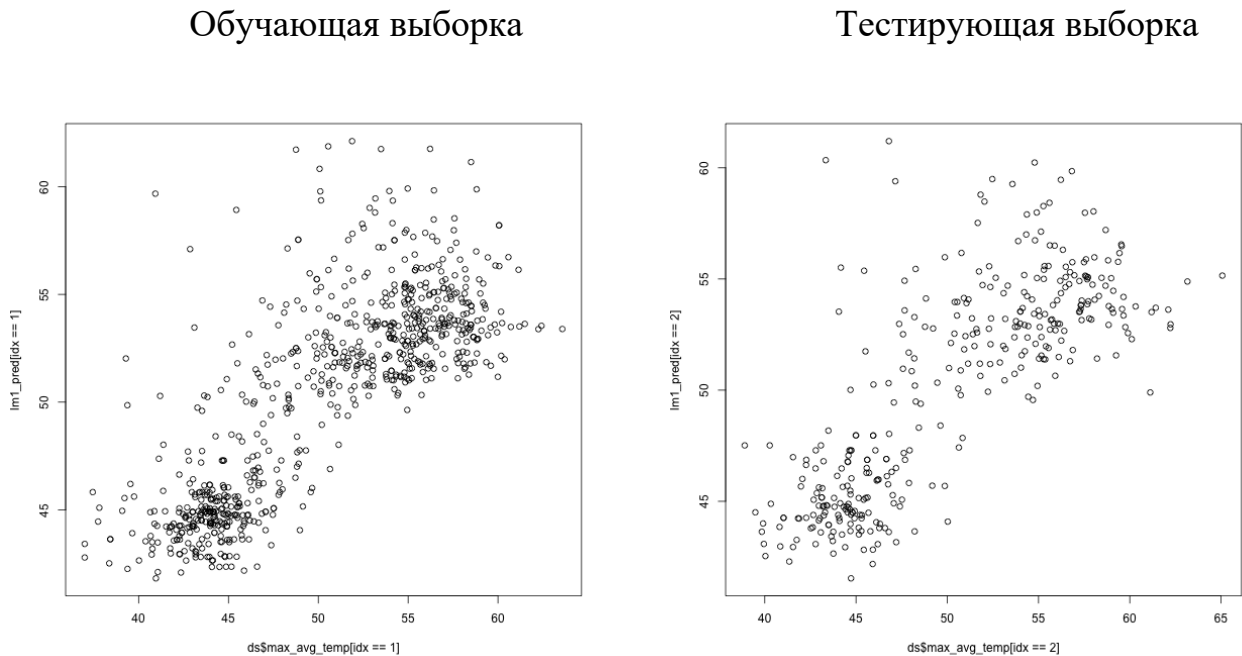 Обучающая выборка
Тестирующая выборка
lm1_pred[idx == 1]
60
55
50
45
40 45 50 55 60
ds$max_avg_temp[idx == 1]
lm1_pred[idx == 2]
60
55
50
45
40 45 50 55 60 65
ds$max_avg_temp[idx == 2]